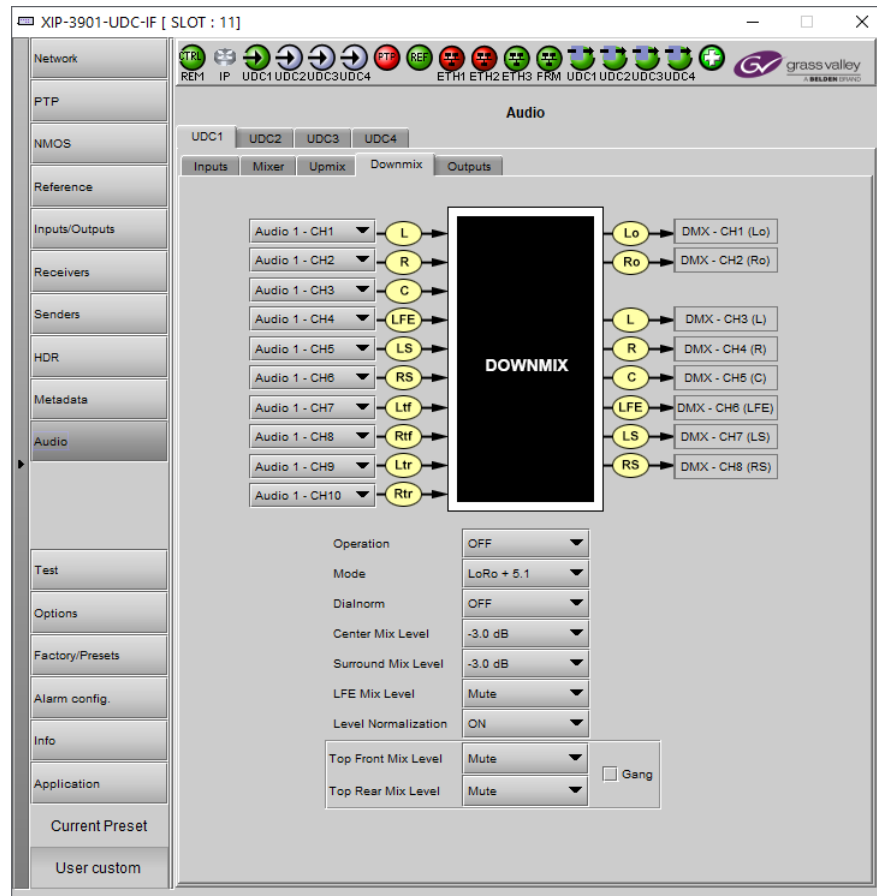 XIP-3901-UDC-IF [ SLOT : 11]
CTRL PTP REF
REM IP UDC1 UDC2 UDC3 UDC4 ETH1 ETH2 ETH3 FRM UDC1 UDC2 UDC3 UDC4
GV grass valley
A BELDEN BRAND
Network
PTP
NMOS
Reference
Inputs/Outputs
Receivers
Senders
HDR
Metadata
Audio
Test
Options
Factory/Presets
Alarm config.
Info
Application
Current Preset
User custom
Audio
UDC1 UDC2 UDC3 UDC4
Inputs Mixer Upmix Downmix Outputs
Audio 1 - CH1 L Lo DMX - CH1 (Lo)
Audio 1 - CH2 R Ro DMX - CH2 (Ro)
Audio 1 - CH3 C
Audio 1 - CH4 LFE L DMX - CH3 (L)
Audio 1 - CH5 LS R DMX - CH4 (R)
DOWNMIX
Audio 1 - CH6 RS C DMX - CH5 (C)
Audio 1 - CH7 Ltf LFE DMX - CH6 (LFE)
Audio 1 - CH8 Rtf LS DMX - CH7 (LS)
Audio 1 - CH9 Ltr RS DMX - CH8 (RS)
Audio 1 - CH10 Rtr
Operation OFF
Mode LoRo + 5.1
Dialnorm OFF
Center Mix Level -3.0 dB
Surround Mix Level -3.0 dB
LFE Mix Level Mute
Level Normalization ON
Top Front Mix Level Mute
Gang
Top Rear Mix Level Mute